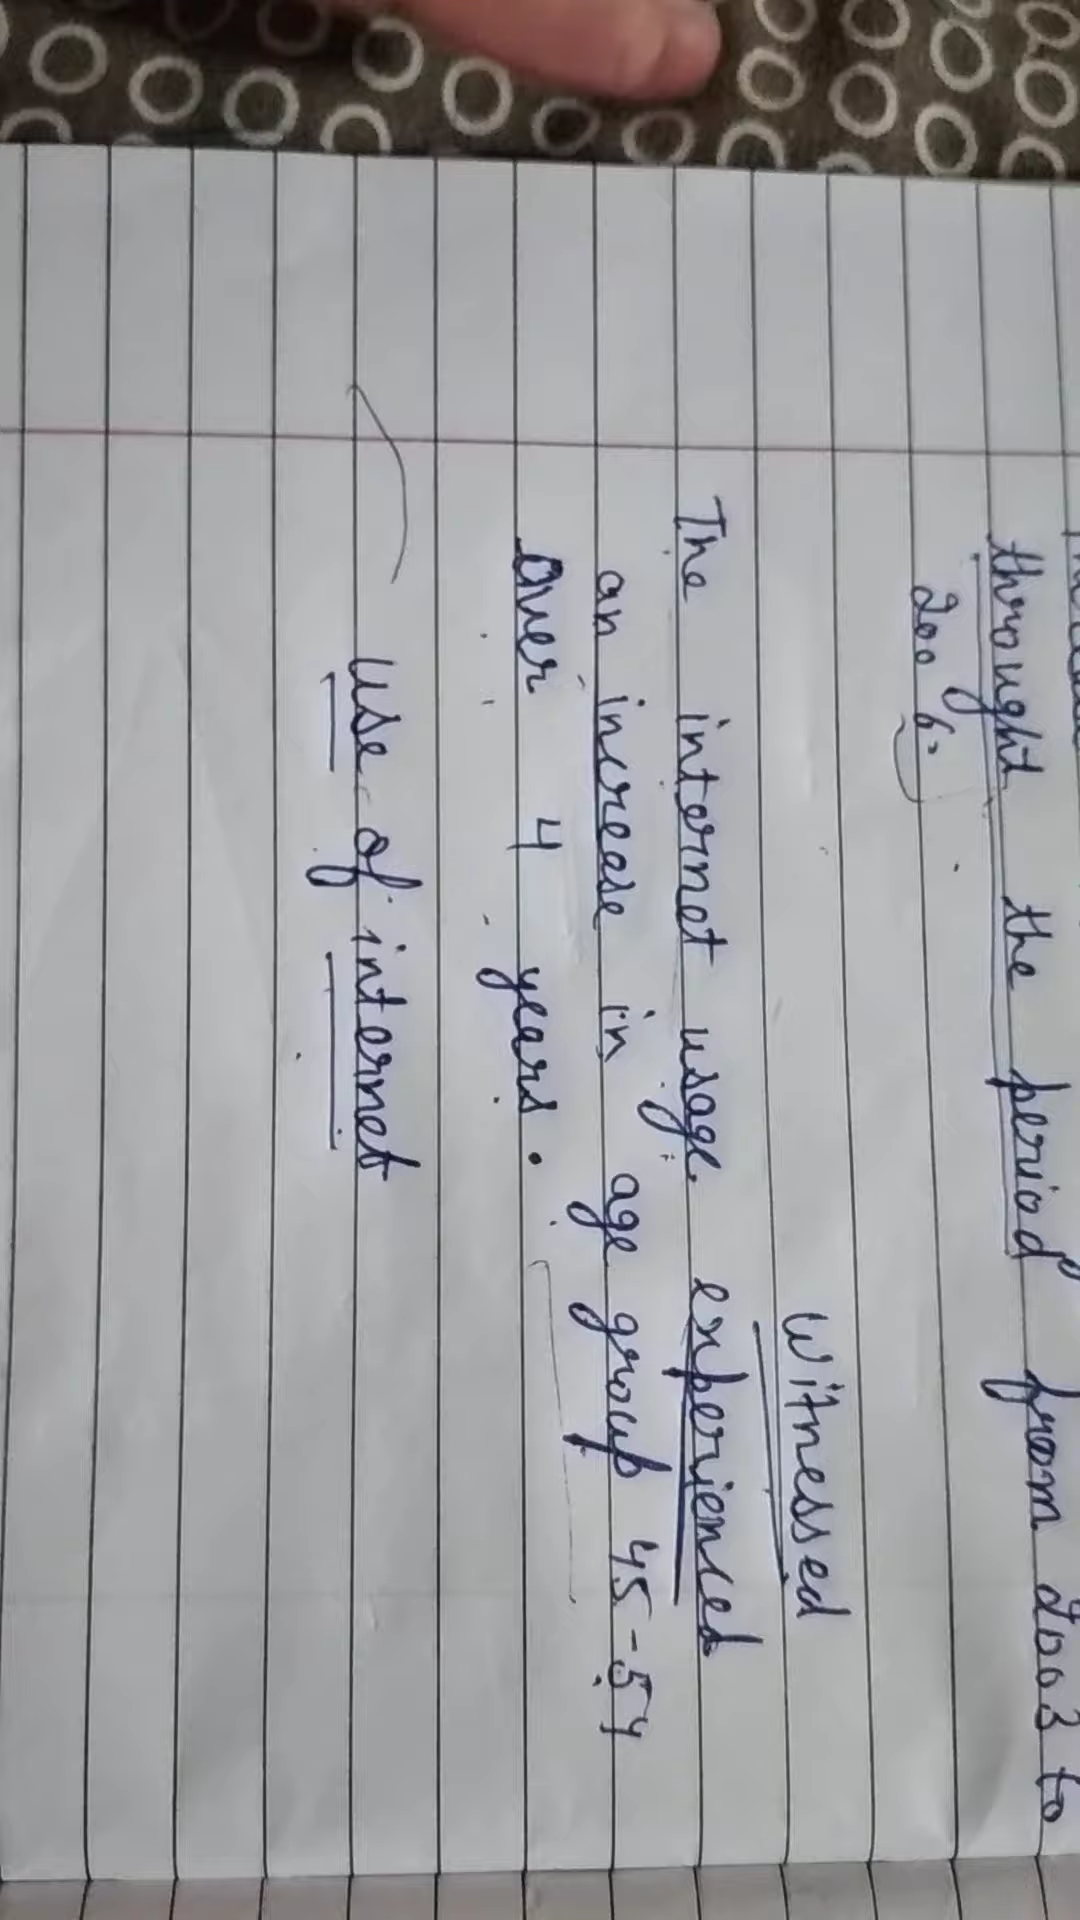 throught the period from 2003 to
2006.
Witnessed
The internet usage experienced
an increase in age group 45-54
over 4 years.
use of internet